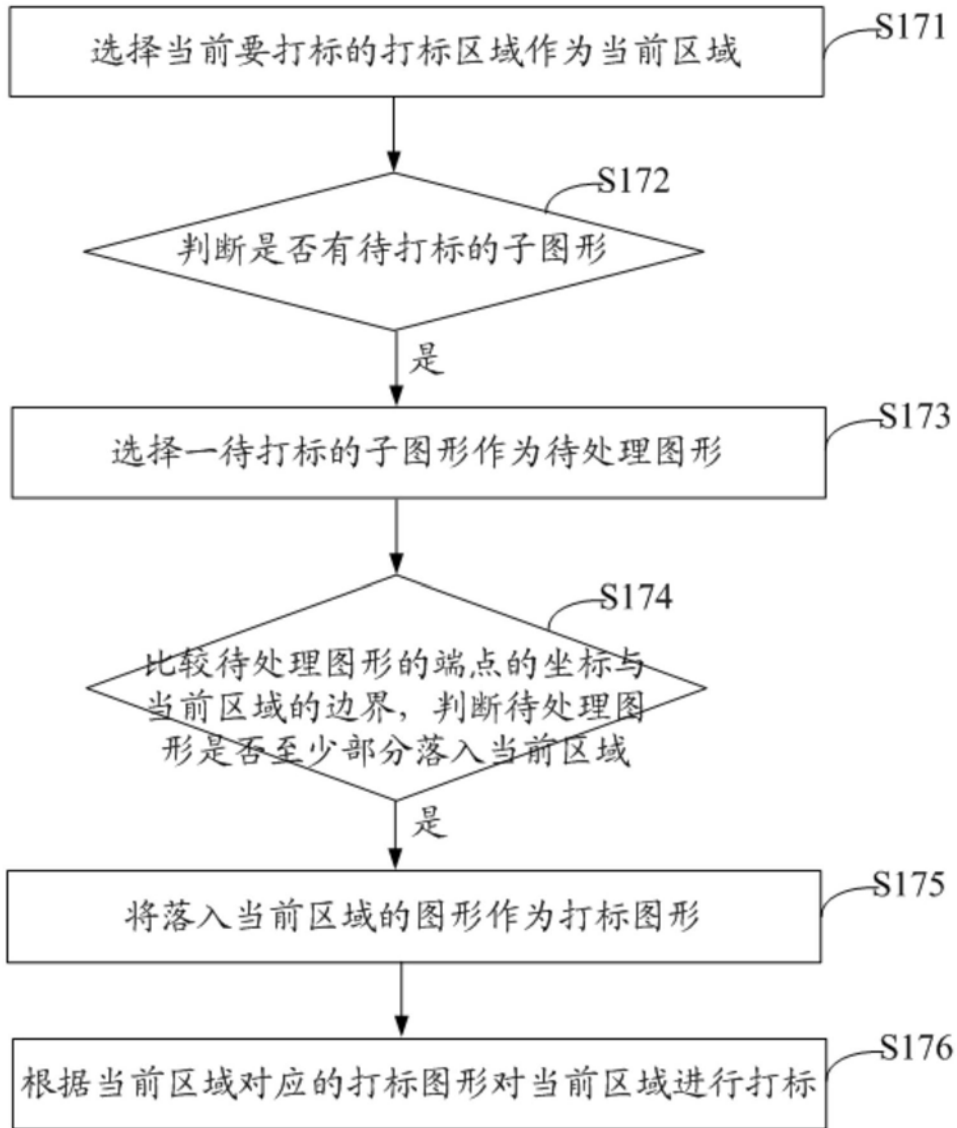 S171
选择当前要打标的打标区域作为当前区域
S172
判断是否有待打标的子图形
是
S173
选择一待打标的子图形作为待处理图形
S174
比较待处理图形的端点的坐标与
当前区域的边界，判断待处理图
形是否至少部分落入当前区域
是
S175
将落入当前区域的图形作为打标图形
S176
根据当前区域对应的打标图形对当前区域进行打标